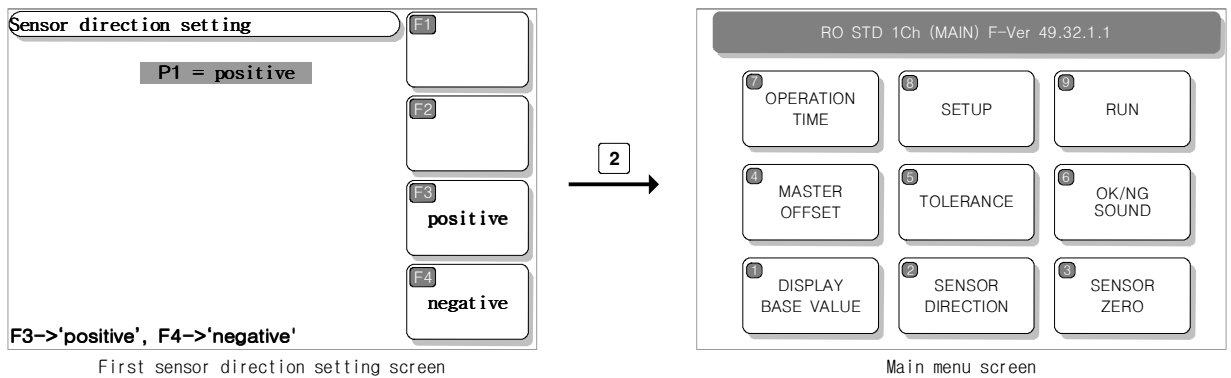 Sensor direction setting
P1 = positive
F1
F2
F3
positive
F4
negative
F3->‘positive’, F4->‘negative'
First sensor direction setting screen
2
RO STD 1Ch (MAIN) F-Ver 49.32.1.1
7
OPERATION
TIME
8
SETUP
9
RUN
4
MASTER
OFFSET
5
TOLERANCE
6
OK/NG
SOUND
1
DISPLAY
BASE VALUE
2
SENSOR
DIRECTION
3
SENSOR
ZERO
Main menu screen